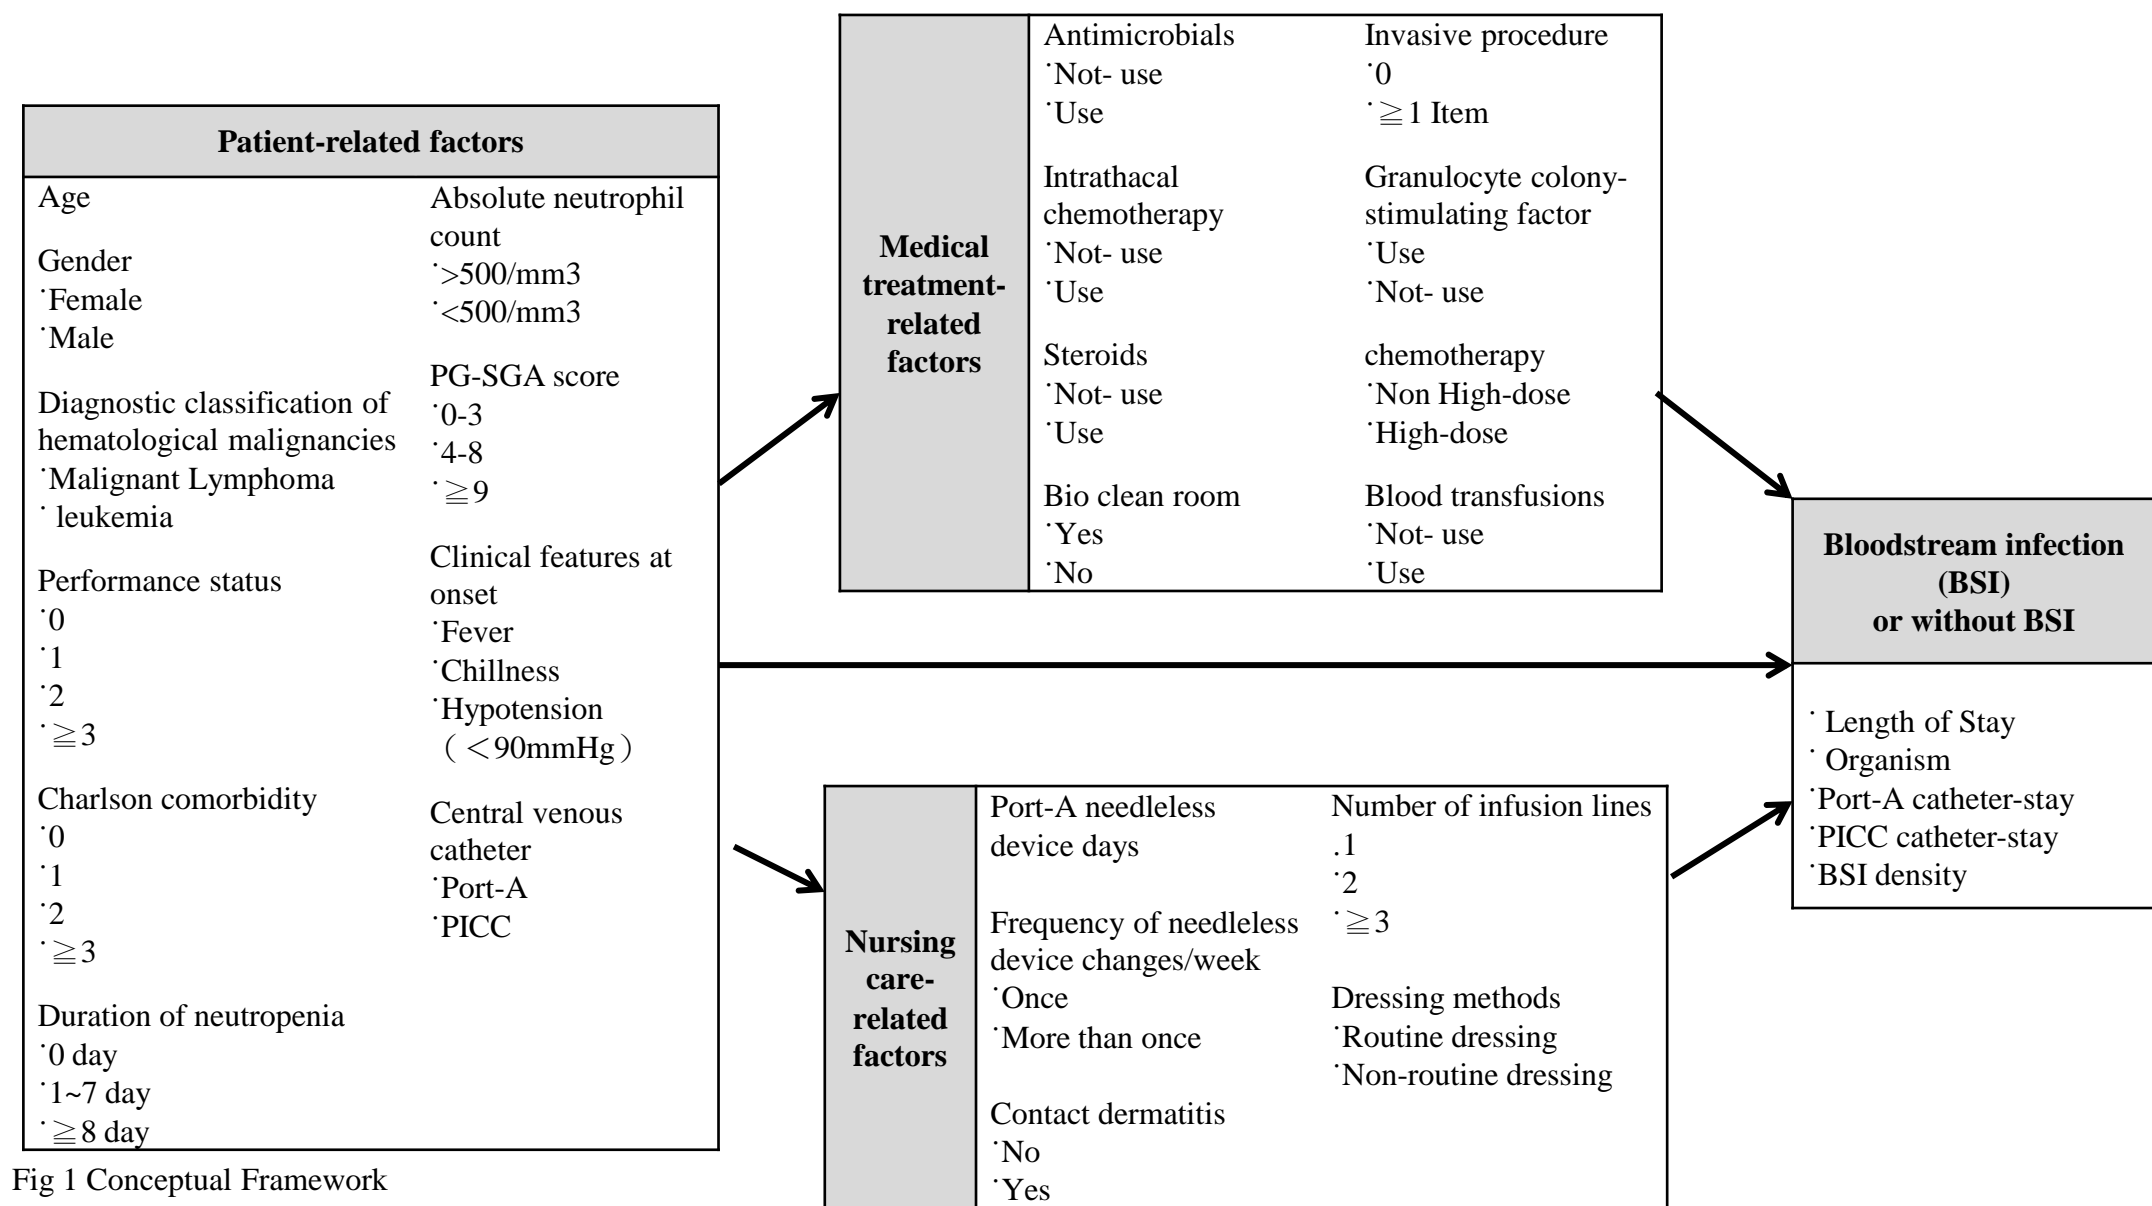 Patient-related factors
Age
Gender
˙Female
˙Male
Diagnostic classification of
hematological malignancies
˙Malignant Lymphoma
˙ leukemia
Performance status
˙0
˙1
˙2
˙≧3
Charlson comorbidity
˙0
˙1
˙2
˙≧3
Duration of neutropenia
˙0 day
˙1~7 day
˙≧8 day
Absolute neutrophil
count
˙>500/mm3
˙<500/mm3
PG-SGA score
˙0-3
˙4-8
˙≧9
Clinical features at
onset
˙Fever
˙Chillness
˙Hypotension
（＜90mmHg）
Central venous
catheter
˙Port-A
˙PICC
Medical
treatment-
related
factors
Antimicrobials
˙Not- use
˙Use
Intrathacal
chemotherapy
˙Not- use
˙Use
Steroids
˙Not- use
˙Use
Bio clean room
˙Yes
˙No
Invasive procedure
˙0
˙≧1 Item
Granulocyte colony-
stimulating factor
˙Use
˙Not- use
chemotherapy
˙Non High-dose
˙High-dose
Blood transfusions
˙Not- use
˙Use
Nursing
care-
related
factors
Port-A needleless
device days
Frequency of needleless
device changes/week
˙Once
˙More than once
Contact dermatitis
˙No
˙Yes
Number of infusion lines
.1
˙2
˙≧3
Dressing methods
˙Routine dressing
˙Non-routine dressing
Bloodstream infection
(BSI)
or without BSI
˙ Length of Stay
˙ Organism
˙Port-A catheter-stay
˙PICC catheter-stay
˙BSI density
Fig 1 Conceptual Framework